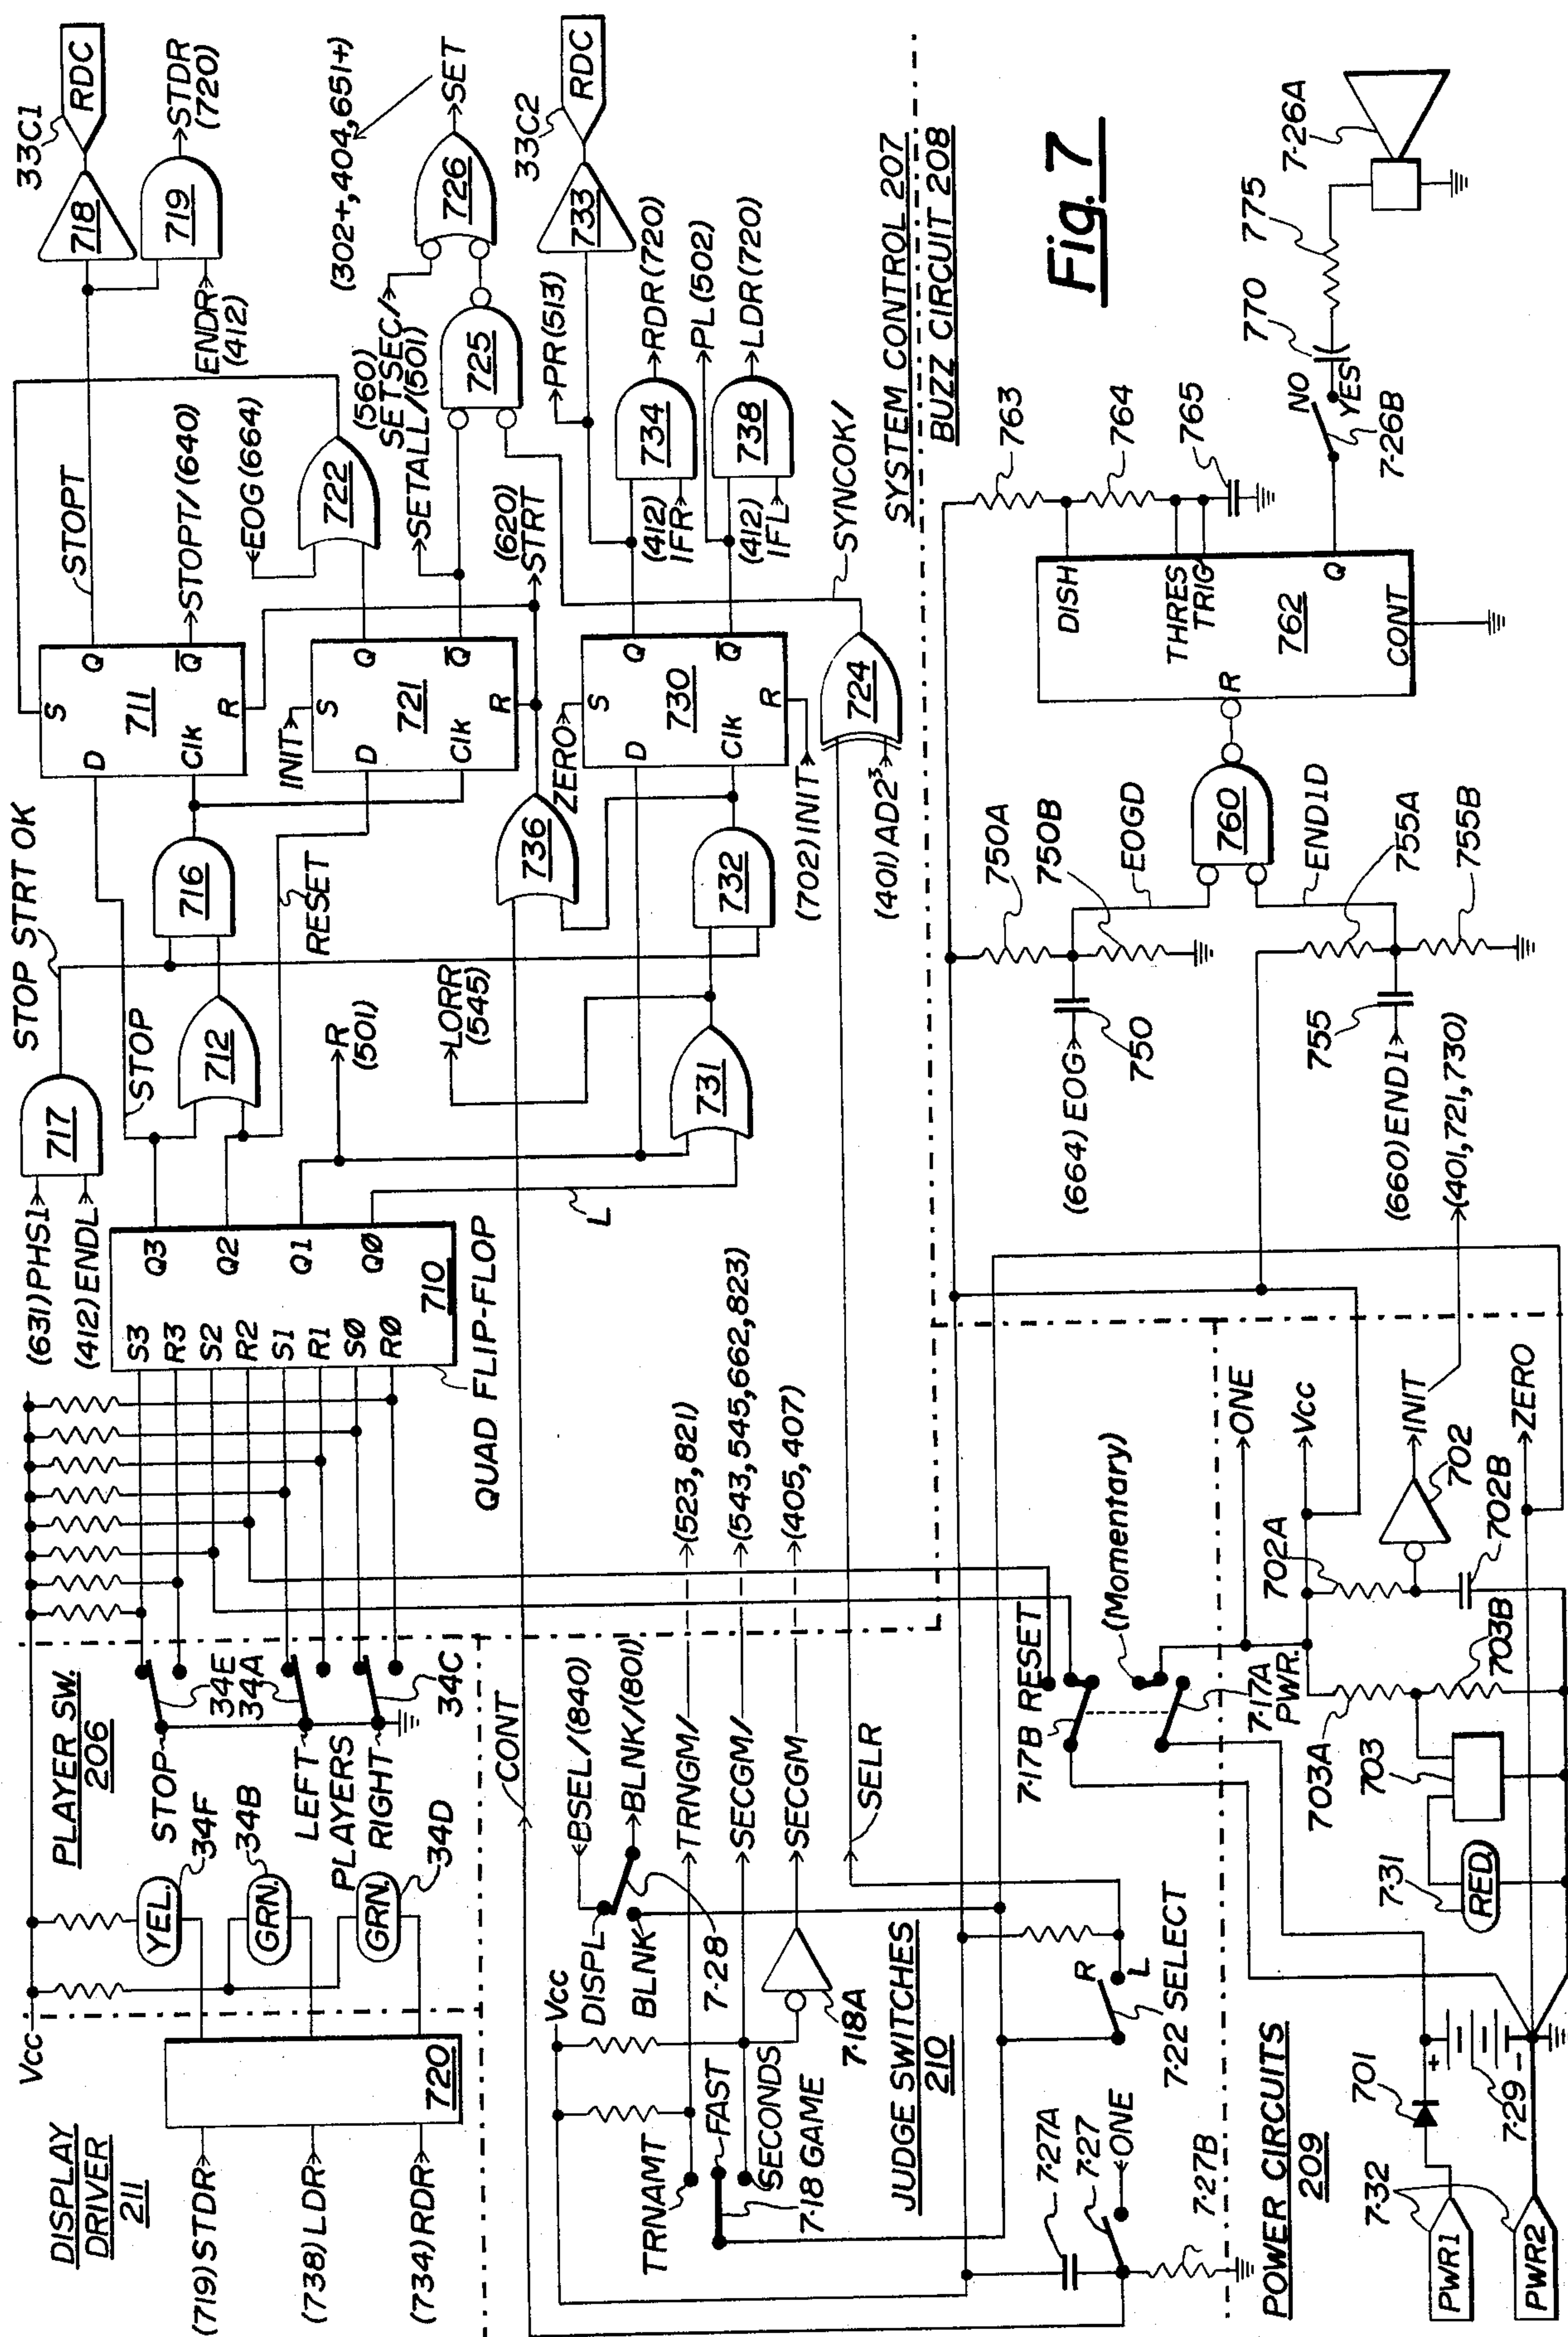 Fig. 7
DISPLAY
DRIVER
211
(719) STDR
(738) LDR
(734) RDR
720
Vcc
YEL.
34F
GRN.
34B
GRN.
34D
PLAYER SW.
206
STOP
LEFT
PLAYERS
RIGHT
34E
34A
34C
(631) PHS1
(412) ENDL
717
STOP STRT OK
S3
R3
S2
R2
S1
R1
SØ
RØ
Q3
Q2
Q1
QØ
710
QUAD FLIP-FLOP
STOP
712
716
RESET
R
(501)
LORR
(545)
L
731
732
736
D
S
711
Clk
Q
Q
R
INIT
D
S
721
Clk
Q
Q
R
ZERO
D
S
730
Clk
Q
Q
R
(702) INIT
724
(401) AD2³
STOPT
STOPT/(640)
EOG (664)
722
SETALL/(501)
(620)
STRT
SYNCOK/
33C1
RDC
718
719
STDR
(720)
ENDR
(412)
(560)
SETSEC/
725
726
SET
(302+, 404, 651+)
33C2
RDC
733
PR (513)
734
RDR (720)
(412)
IFR
PL (502)
738
LDR (720)
(412)
IFL
SYSTEM CONTROL 207
BUZZ CIRCUIT 208
CONT
BSEL/(840)
BLNK/(801)
DISPL
BLNK
7-28
TRNGM/
(523, 821)
SECGM/
(543, 545, 662, 823)
SECGM
(405, 407)
7-18A
Vcc
TRNAMT
FAST
SECONDS
7-18 GAME
JUDGE SWITCHES
210
SELR
R
L
7-22 SELECT
7-27A
7-27
ONE
7-27B
7-17B RESET
(Momentary)
7-17A
PWR.
POWER CIRCUITS
209
7-32
PWR1
PWR2
701
729
+
-
7-31
RED
703
703A
703B
702A
702B
702
ONE
Vcc
INIT
ZERO
(401, 721, 730)
(664) EOG
750
750A
750B
EOGD
(660) END1
755
755A
755B
END1D
760
R
762
DISH
THRES
TRIG
Q
CONT
763
764
765
NO
YES
7-26B
770
775
7-26A